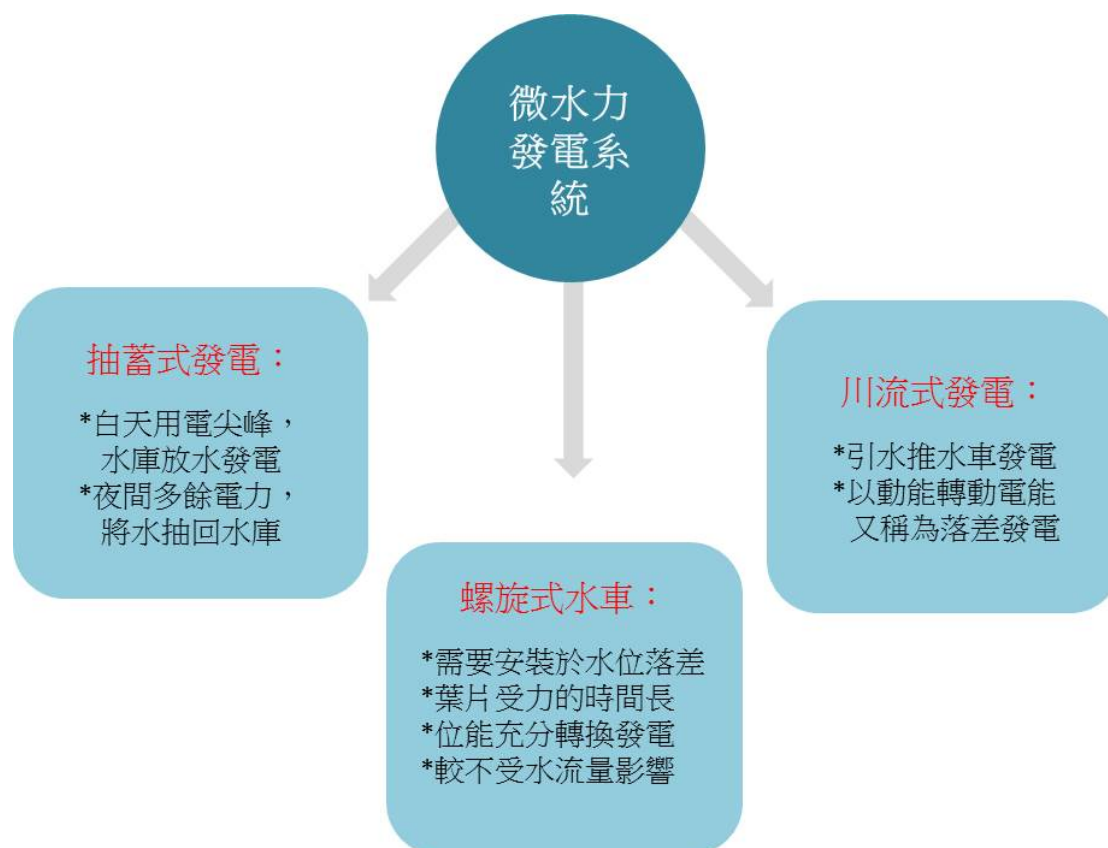 微水力
發電系
統
抽蓄式發電：
*白天用電尖峰，
水庫放水發電
*夜間多餘電力，
將水抽回水庫
螺旋式水車：
*需要安裝於水位落差
*葉片受力的時間長
*位能充分轉換發電
*較不受水流量影響
川流式發電：
*引水推水車發電
*以動能轉動電能
又稱為落差發電